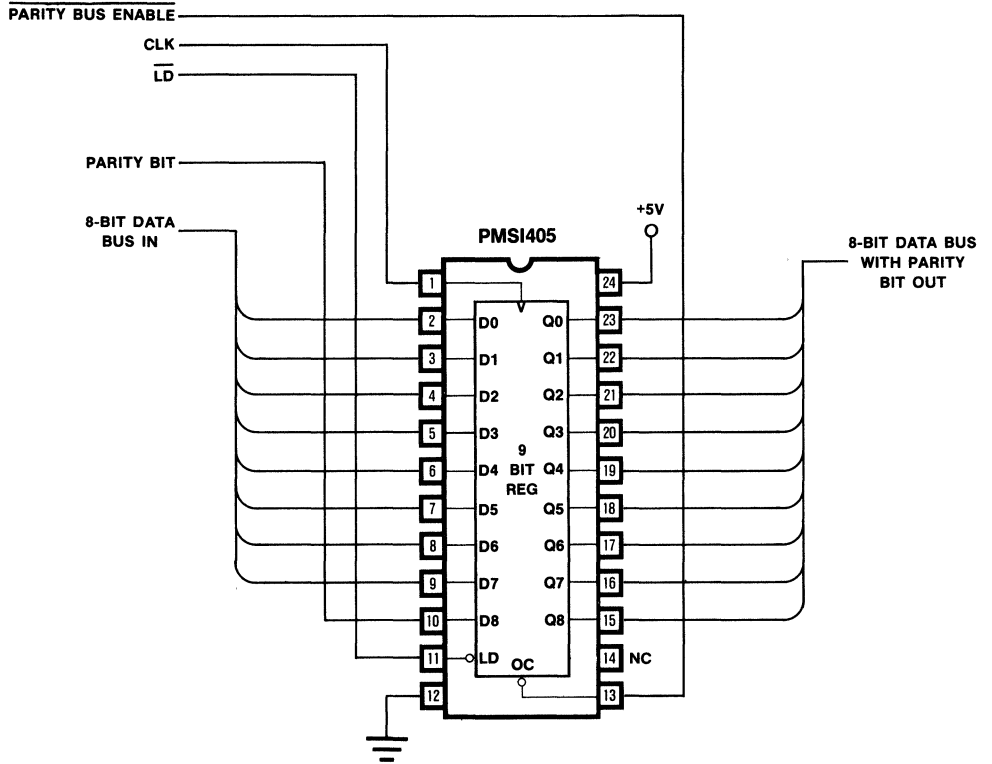 PARITY BUS ENABLE
CLK
LD
PARITY BIT
8-BIT DATA
BUS IN
+5V
PMSI405
8-BIT DATA BUS
WITH PARITY
BIT OUT
1
24
2 D0 Q0 23
3 D1 Q1 22
4 D2 Q2 21
5 D3 Q3 20
9
BIT
REG
6 D4 Q4 19
7 D5 Q5 18
8 D6 Q6 17
9 D7 Q7 16
10 D8 Q8 15
11 LD
14 NC
OC
12
13